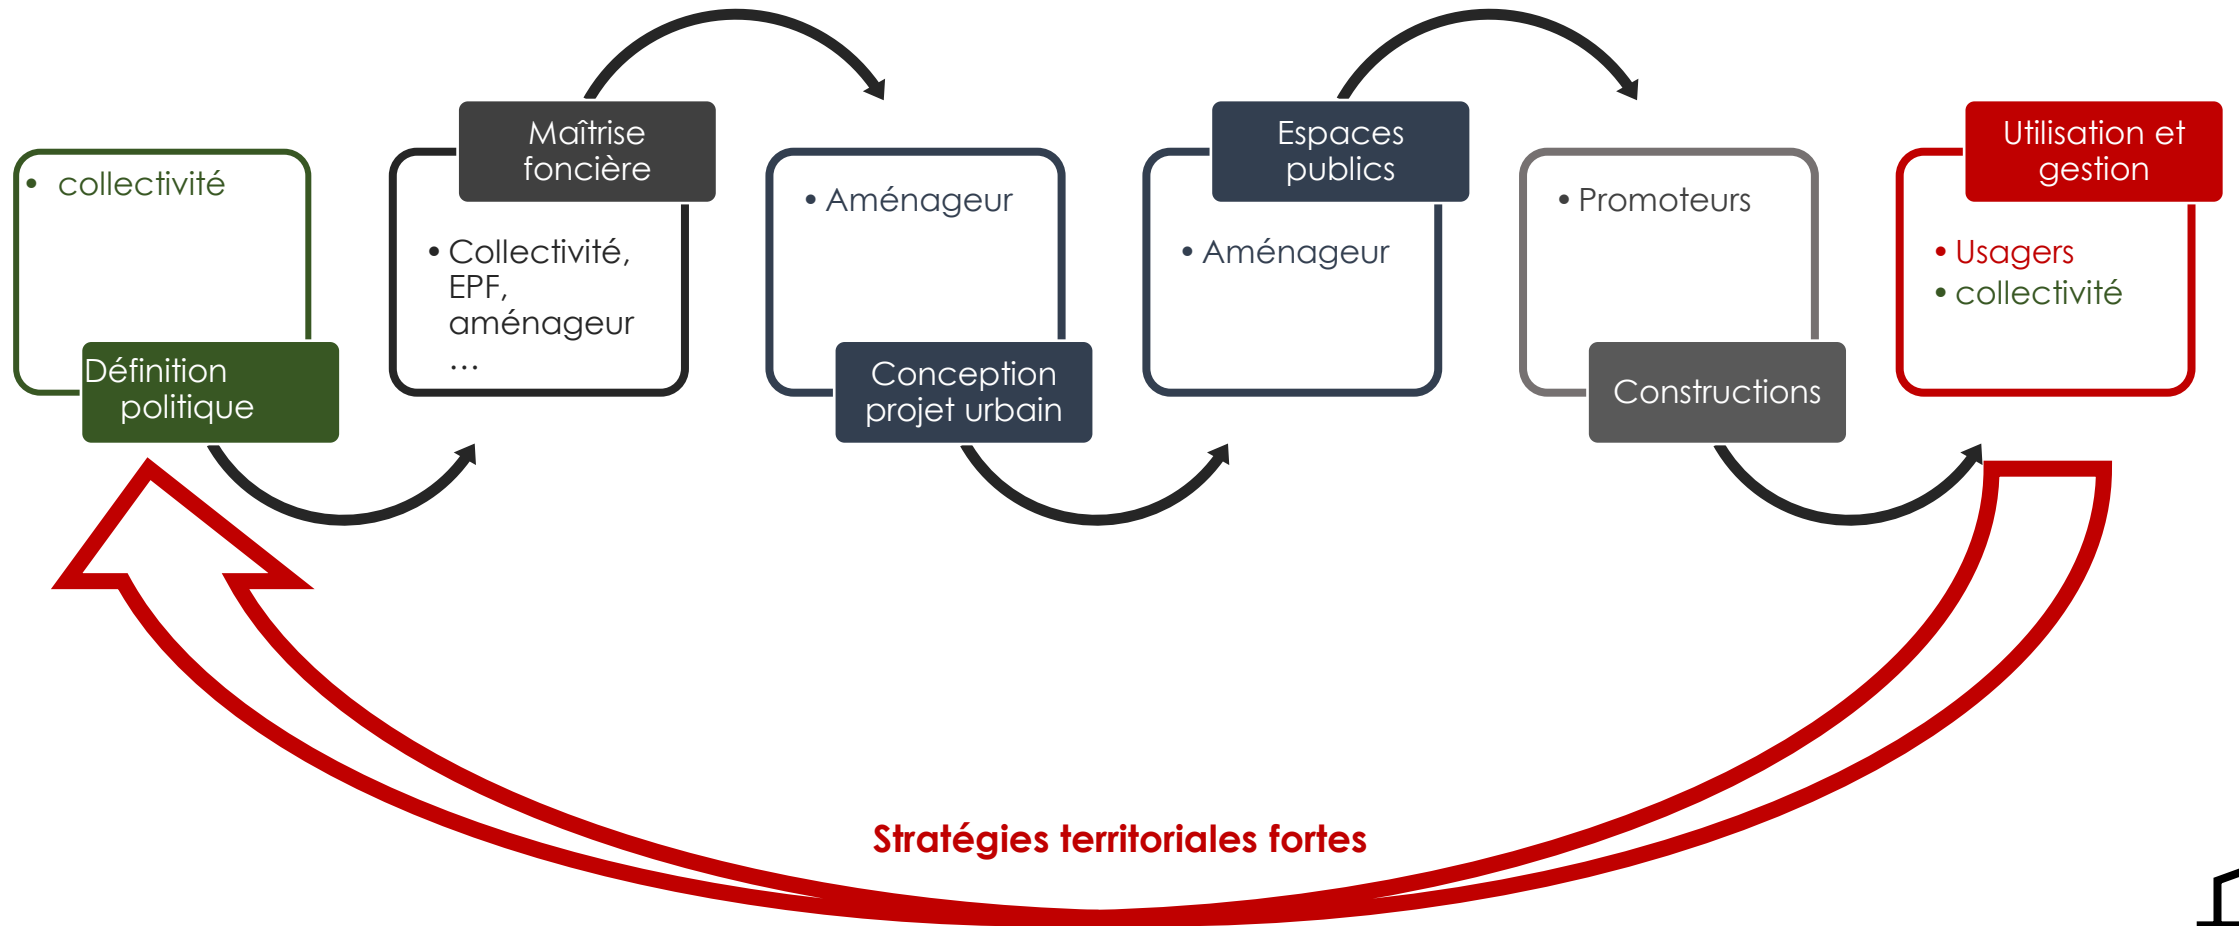 • collectivité
Définition
politique
Maîtrise
foncière
• Collectivité,
EPF,
aménageur
…
• Aménageur
Conception
projet urbain
Espaces
publics
• Aménageur
• Promoteurs
Constructions
Utilisation et
gestion
• Usagers
• collectivité
Stratégies territoriales fortes